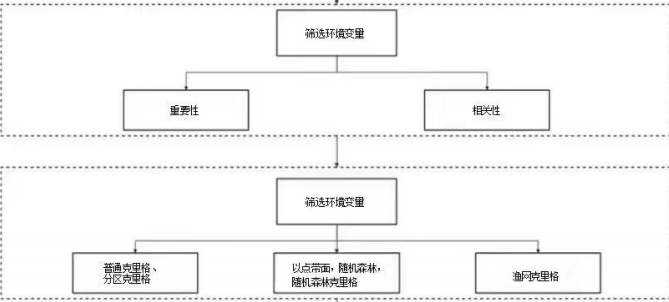 筛选环境变量
重要性
相关性
筛选环境变量
普通克里格、
分区克里格
以点带面，随机森林，
随机森林克里格
渔网克里格